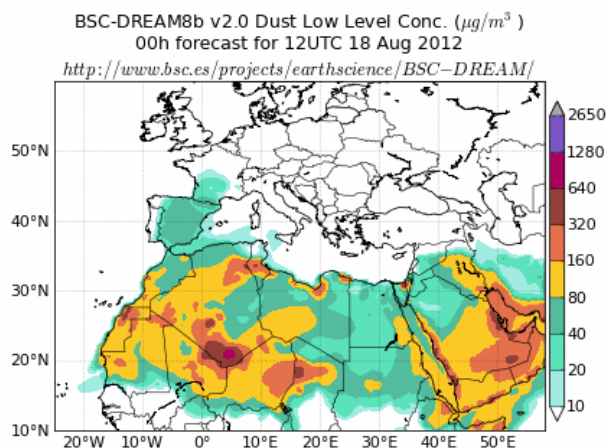 BSC-DREAM8b v2.0 Dust Low Level Conc. (μg/m³ )
00h forecast for 12UTC 18 Aug 2012
http://www.bsc.es/projects/earthscience/BSC−DREAM/
2650
50°N
1280
640
40°N
320
160
30°N
80
40
20°N
20
10
10°N
20°W 10°W 0° 10°E 20°E 30°E 40°E 50°E